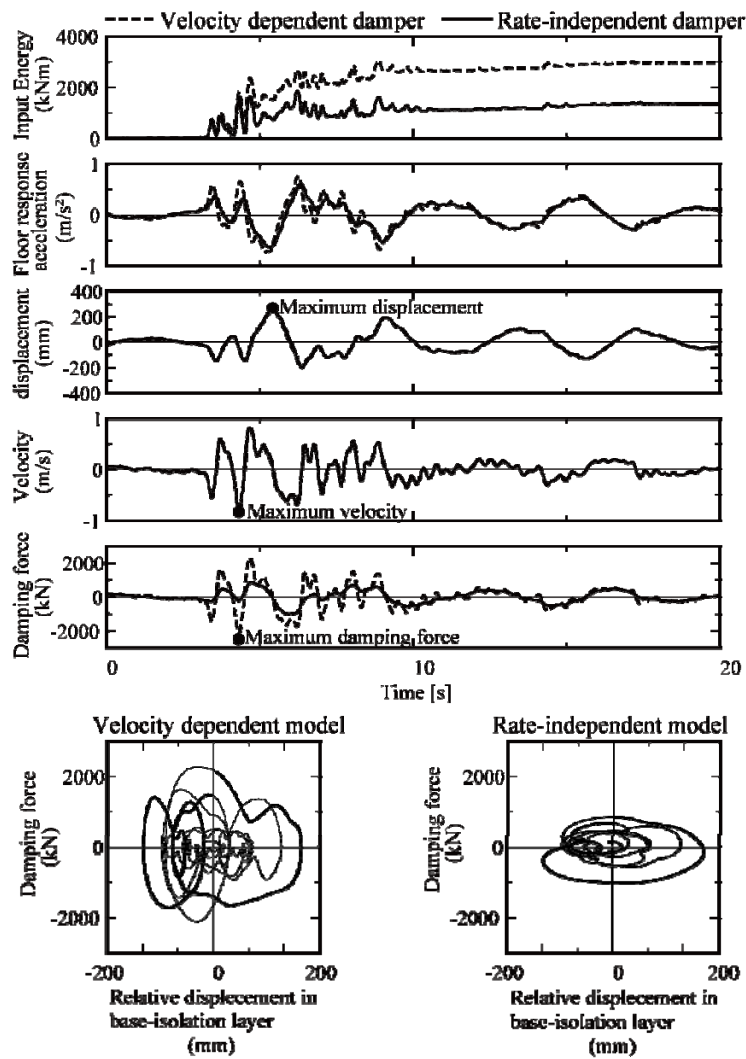 Velocity dependent damper
Rate-independent damper
Input Energy
(kNm)
4000
2000
0
Floor response
acceleration
(m/s²)
1
0
-1
displacement
(mm)
400
200
0
-200
-400
Velocity
(m/s)
1
0
-1
Damping force
(kN)
2000
0
-2000
Maximum displacement
Maximum velocity
Maximum damping force
0
10
20
Time [s]
Velocity dependent model
Damping force
(kN)
2000
0
-2000
-200
0
200
Relative displecement in
base-isolation layer
(mm)
Rate-independent model
Damping force
(kN)
2000
0
-2000
-200
0
200
Relative displecement in
base-isolation layer
(mm)